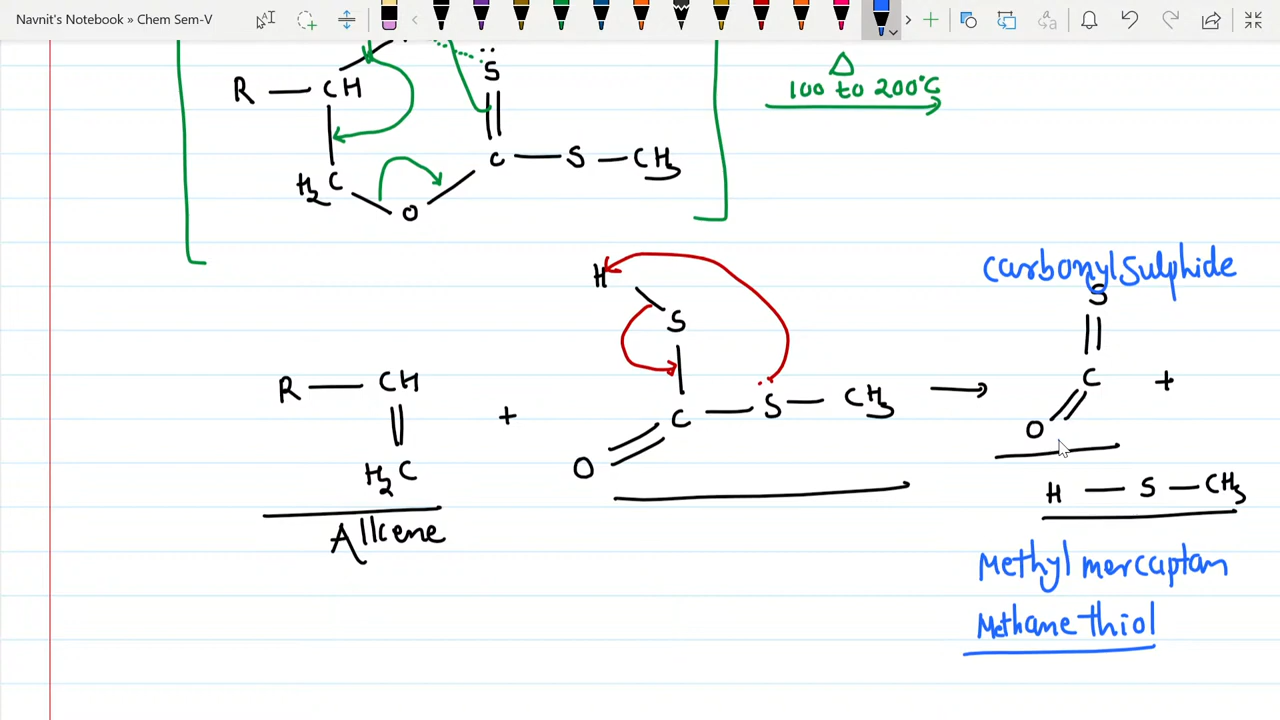 Navnit's Notebook » Chem Sem-V
S
R — CH
100 to 200°C
C — S — CH3
H2C
O
Carbonyl Sulphide
H
S
S
R — CH
C
+
+
C — S — CH3
O
O
H2C
H — S — CH3
Alkene
Methyl mercaptan
Methane thiol